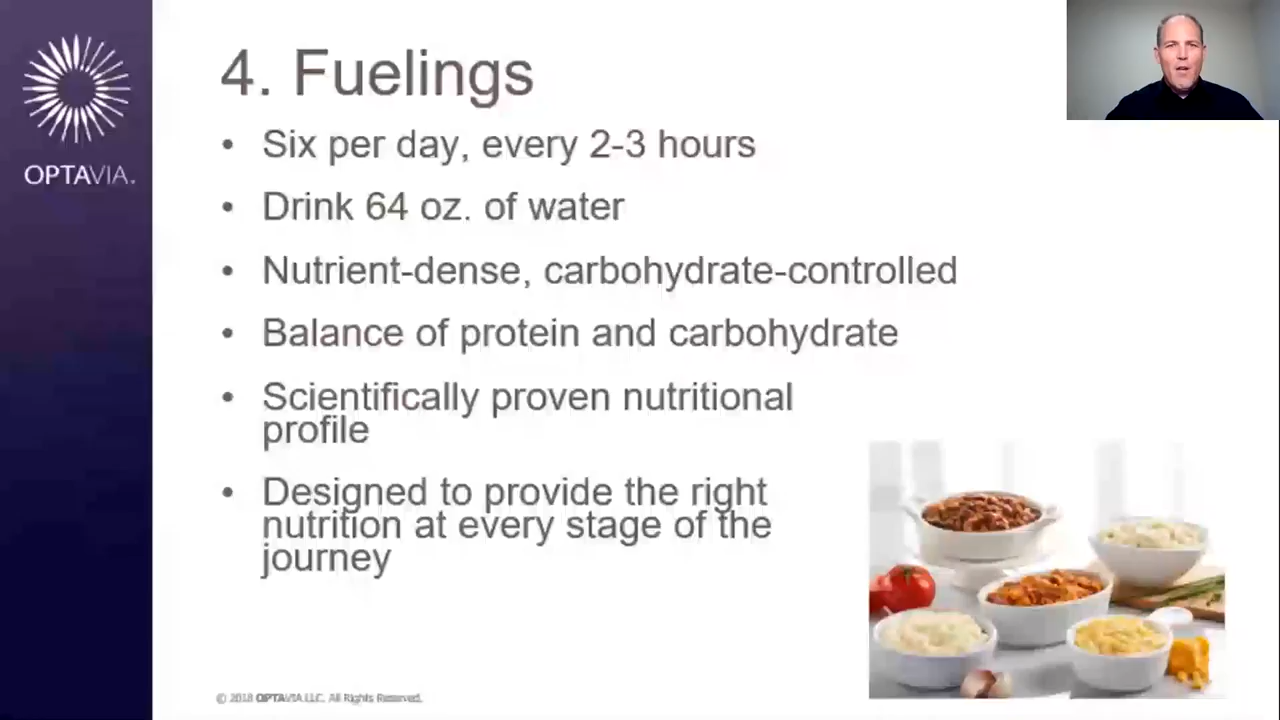 4. Fuelings
• Six per day, every 2-3 hours
• Drink 64 oz. of water
• Nutrient-dense, carbohydrate-controlled
• Balance of protein and carbohydrate
• Scientifically proven nutritional
profile
• Designed to provide the right
nutrition at every stage of the
journey
OPTAVIA.
© 2018 OPTAVIA LLC. All Rights Reserved.